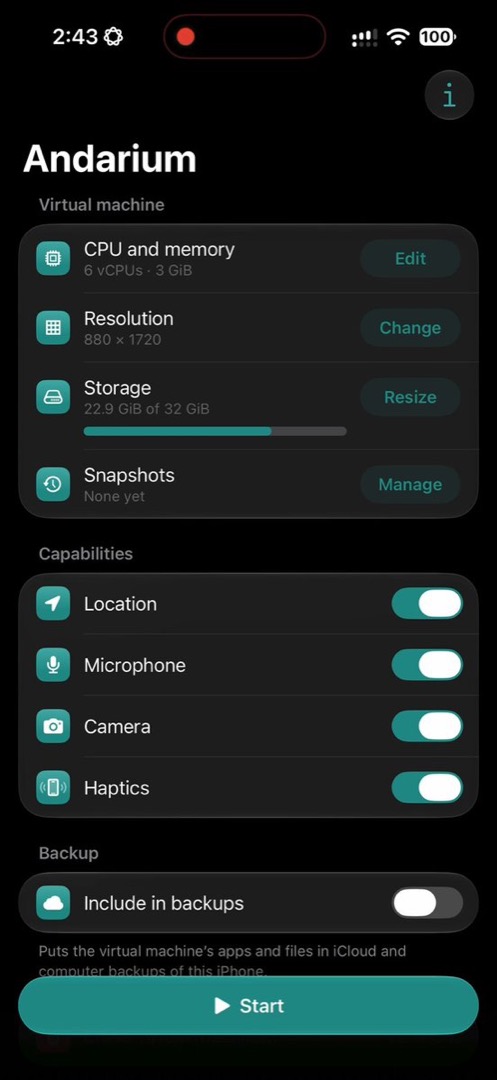 2:43
100
i
Andarium
Virtual machine
CPU and memory
6 vCPUs · 3 GiB
Edit
Resolution
880 × 1720
Change
Storage
22.9 GiB of 32 GiB
Resize
Snapshots
None yet
Manage
Capabilities
Location
Microphone
Camera
Haptics
Backup
Include in backups
Puts the virtual machine's apps and files in iCloud and
computer backups of this iPhone.
Start